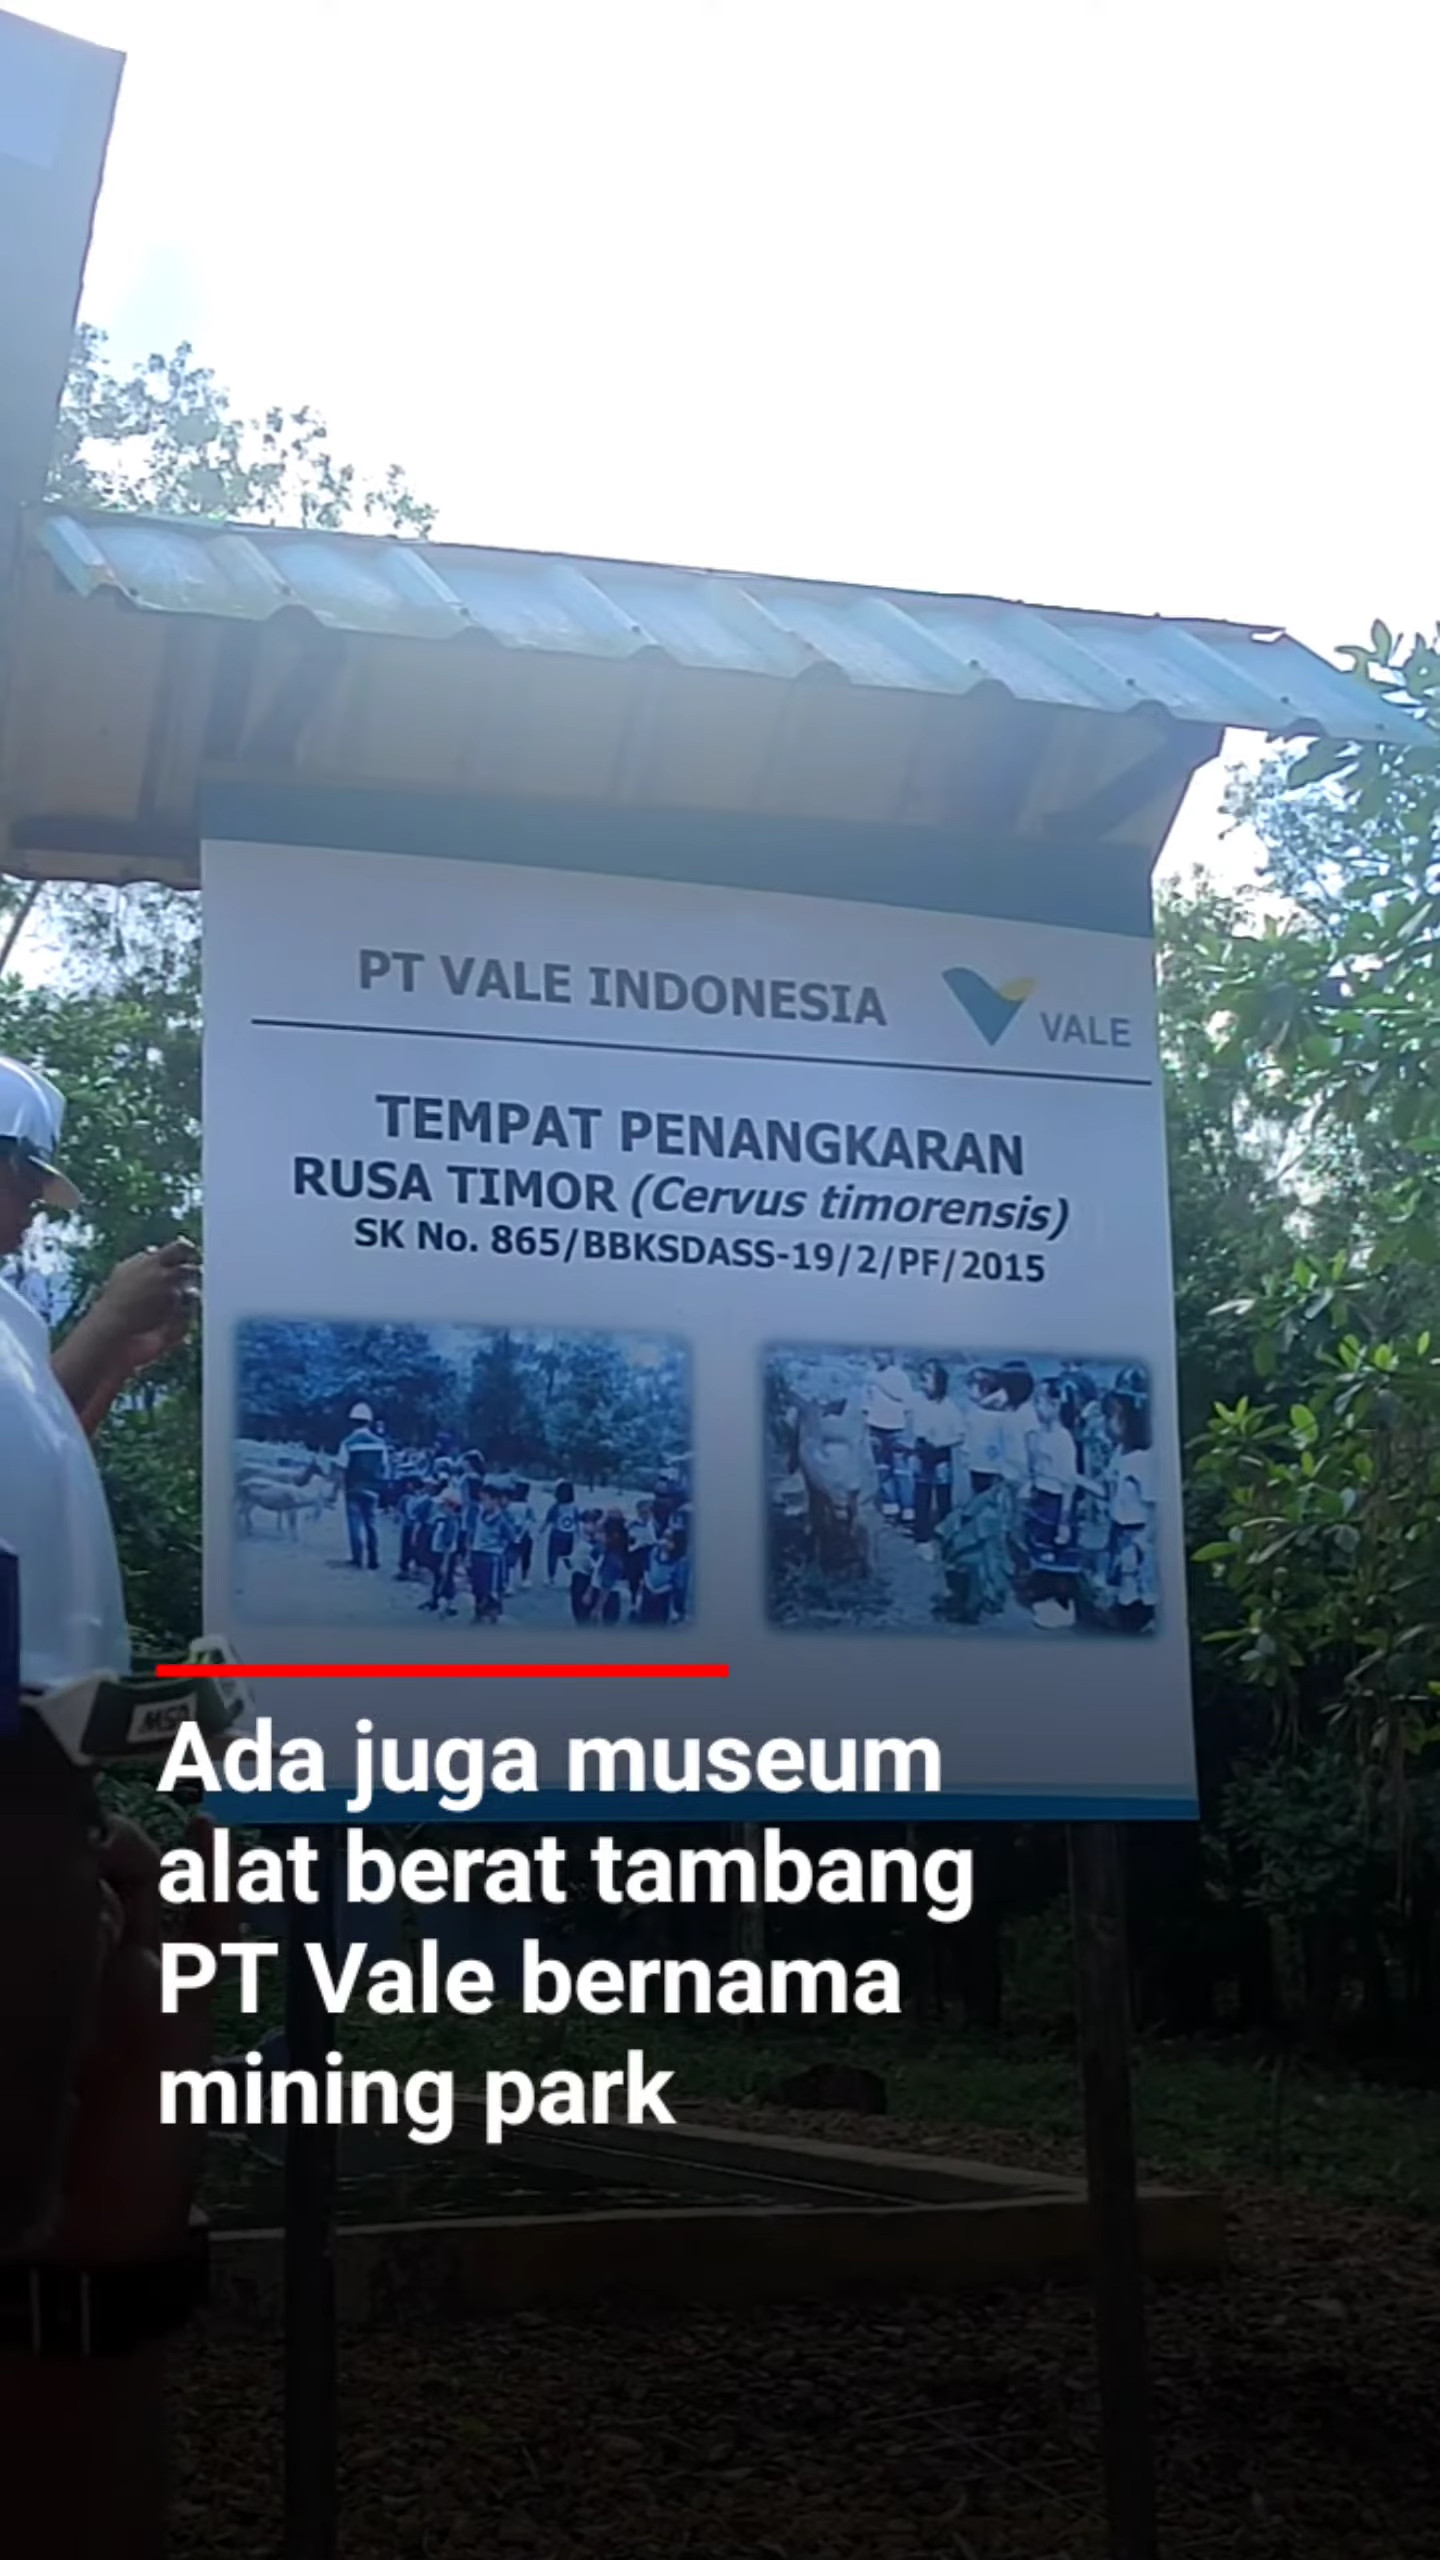 PT VALE INDONESIA
VALE
TEMPAT PENANGKARAN
RUSA TIMOR (Cervus timorensis)
SK No. 865/BBKSDASS-19/2/PF/2015
MSA
Ada juga museum
alat berat tambang
PT Vale bernama
mining park